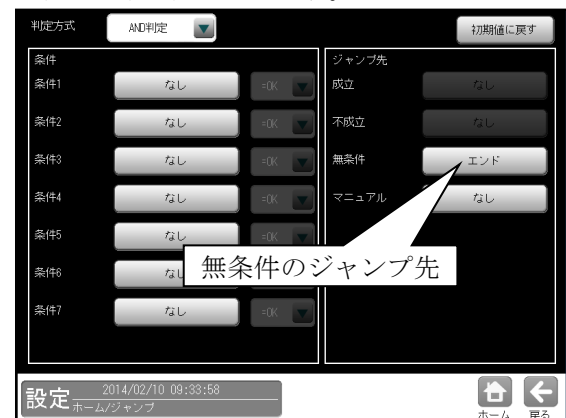 判定方式 AND判定 初期値に戻す
条件 ジャンプ先
条件1 なし =OK 成立 なし
条件2 なし =OK 不成立 なし
条件3 なし =OK 無条件 エンド
条件4 なし =OK マニュアル なし
条件5 なし =OK
無条件のジャンプ先
条件6 なし
条件7 なし =OK
設定 2014/02/10 09:33:58
ホーム/ジャンプ
ホーム 戻る